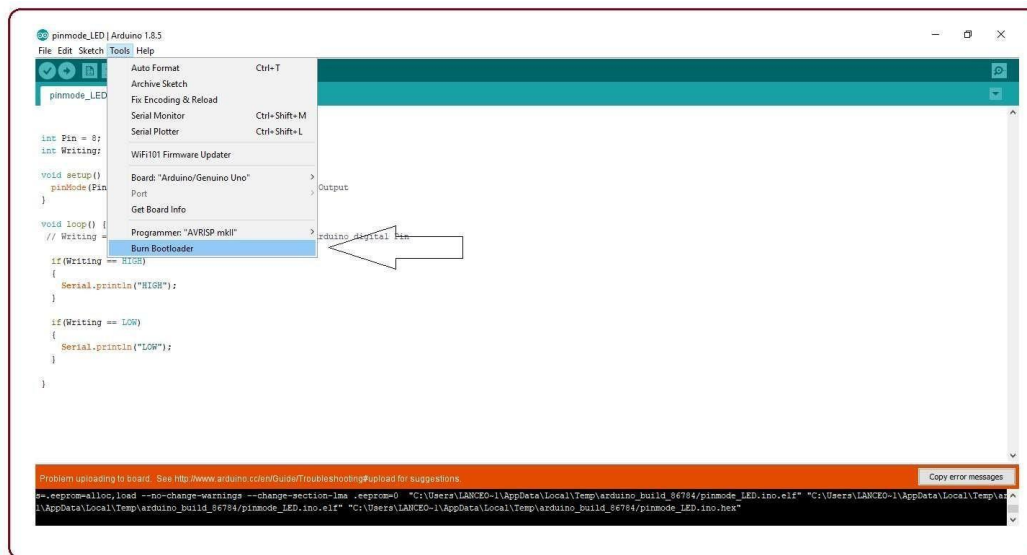 pinmode_LED | Arduino 1.8.5
File Edit Sketch Tools Help
Auto Format Ctrl+T
Archive Sketch
Fix Encoding & Reload
Serial Monitor Ctrl+Shift+M
Serial Plotter Ctrl+Shift+L
WiFi101 Firmware Updater
Board: "Arduino/Genuino Uno"
Port
Get Board Info
Programmer: "AVRISP mkII"
Burn Bootloader
pinmode_LED
int Pin = 8;
int Writing;
void setup()
pinMode(Pin Output
}
void loop() {
// Writing = rduino digital Pin
if(Writing == HIGH)
{
Serial.println("HIGH");
}
if(Writing == LOW)
{
Serial.println("LOW");
}
}
Problem uploading to board. See http://www.arduino.cc/en/Guide/Troubleshooting#upload for suggestions.
Copy error messages
s=.eeprom=alloc,load --no-change-warnings --change-section-lma .eeprom=0 "C:\Users\LANCEO~1\AppData\Local\Temp\arduino_build_86784/pinmode_LED.ino.elf" "C:\Users\LANCEO~1\AppData\Local\Temp\ar
l\AppData\Local\Temp\arduino_build_86784/pinmode_LED.ino.elf" "C:\Users\LANCEO~1\AppData\Local\Temp\arduino_build_86784/pinmode_LED.ino.hex"